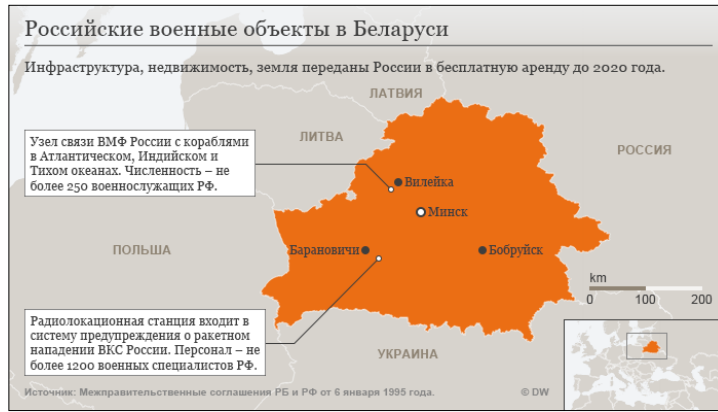 Российские военные объекты в Беларуси
Инфраструктура, недвижимость, земля переданы России в бесплатную аренду до 2020 года.
ЛАТВИЯ
ЛИТВА
РОССИЯ
Узел связи ВМФ России с кораблями
в Атлантическом, Индийском и
Тихом океанах. Численность – не
более 250 военнослужащих РФ.
Вилейка
Минск
ПОЛЬША
Барановичи
Бобруйск
km
0 100 200
Радиолокационная станция входит в
систему предупреждения о ракетном
нападении ВКС России. Персонал – не
более 1200 военных специалистов РФ.
УКРАИНА
Источник: Межправительственные соглашения РБ и РФ от 6 января 1995 года.
© DW